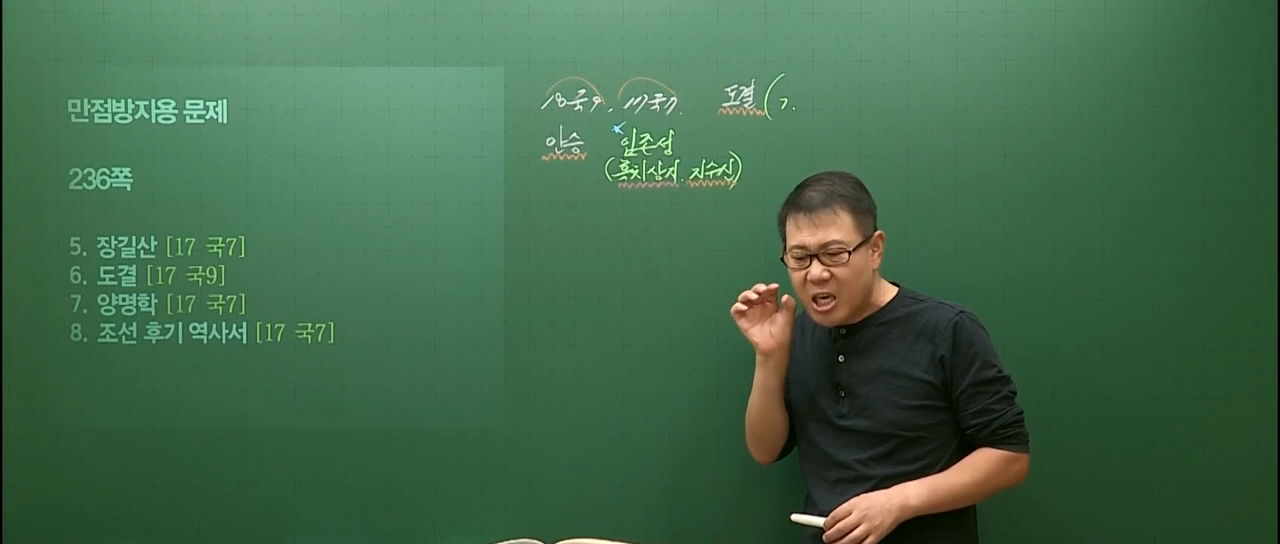 만점방지용 문제
236쪽
5. 장길산 [17 국7]
6. 도결 [17 국9]
7. 양명학 [17 국7]
8. 조선 후기 역사서 [17 국7]
18국9, 17국7. 도결 (7.
안승 임존성
(흑치상지. 지수신)